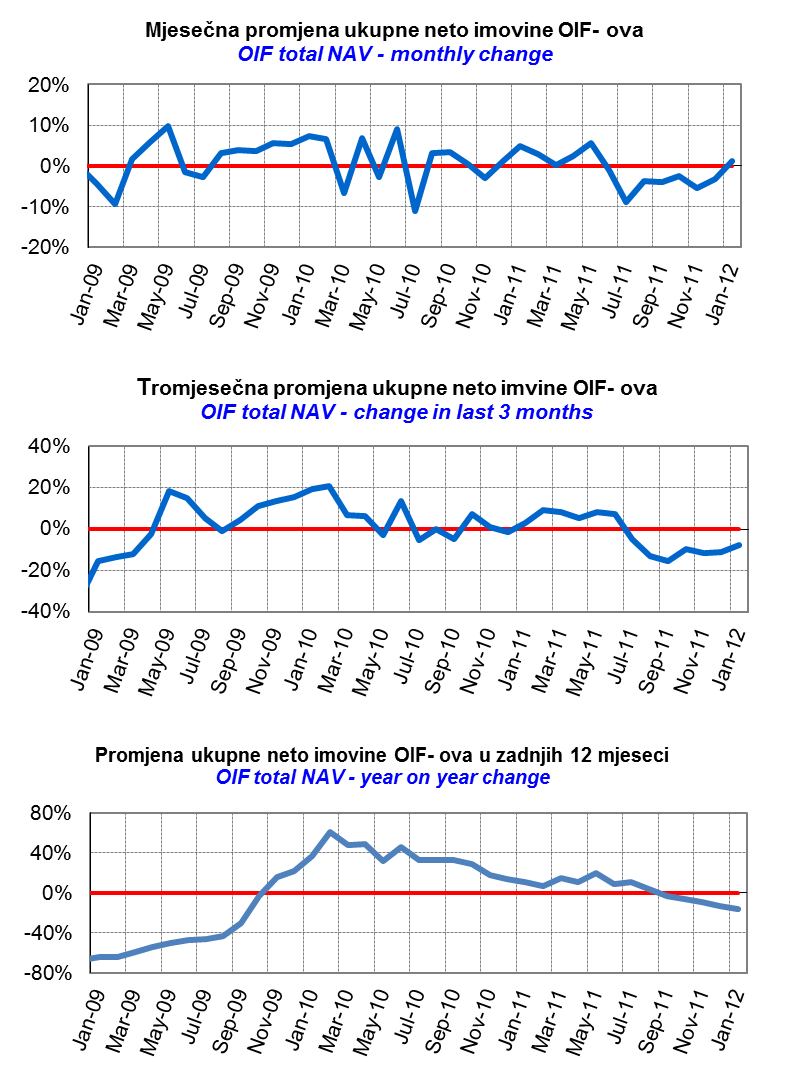 Mjesečna promjena ukupne neto imovine OIF- ova
OIF total NAV - monthly change
20%
10%
0%
-10%
-20%
Jan-09 Mar-09 May-09 Jul-09 Sep-09 Nov-09 Jan-10 Mar-10 May-10 Jul-10 Sep-10 Nov-10 Jan-11 Mar-11 May-11 Jul-11 Sep-11 Nov-11 Jan-12
Tromjesečna promjena ukupne neto imvine OIF- ova
OIF total NAV - change in last 3 months
40%
20%
0%
-20%
-40%
Jan-09 Mar-09 May-09 Jul-09 Sep-09 Nov-09 Jan-10 Mar-10 May-10 Jul-10 Sep-10 Nov-10 Jan-11 Mar-11 May-11 Jul-11 Sep-11 Nov-11 Jan-12
Promjena ukupne neto imovine OIF- ova u zadnjih 12 mjeseci
OIF total NAV - year on year change
80%
40%
0%
-40%
-80%
Jan-09 Mar-09 May-09 Jul-09 Sep-09 Nov-09 Jan-10 Mar-10 May-10 Jul-10 Sep-10 Nov-10 Jan-11 Mar-11 May-11 Jul-11 Sep-11 Nov-11 Jan-12